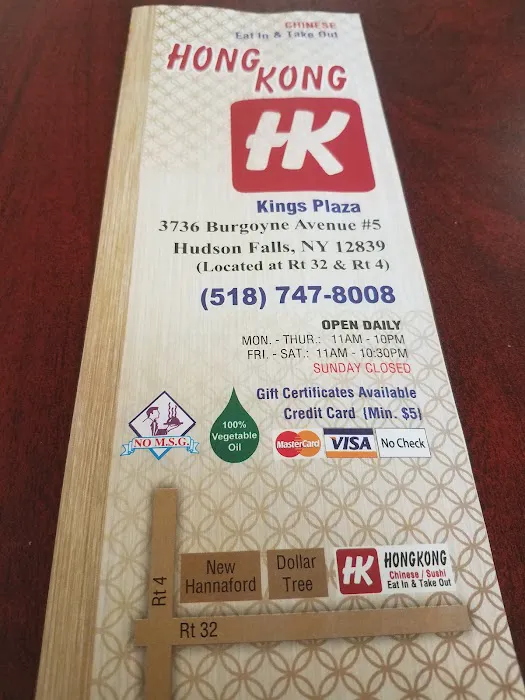 CHINESE
Eat In & Take Out
HONG KONG
HK
Kings Plaza
3736 Burgoyne Avenue #5
Hudson Falls, NY 12839
(Located at Rt 32 & Rt 4)
(518) 747-8008
OPEN DAILY
MON. - THUR.: 11AM - 10PM
FRI. - SAT.: 11AM - 10:30PM
SUNDAY CLOSED
Gift Certificates Available
Credit Card (Min. $5)
NO M.S.G.
100%
Vegetable
Oil
MasterCard
VISA
No Check
Rt 4
New
Hannaford
Dollar
Tree
HK
HONGKONG
Chinese / Sushi
Eat In & Take Out
Rt 32